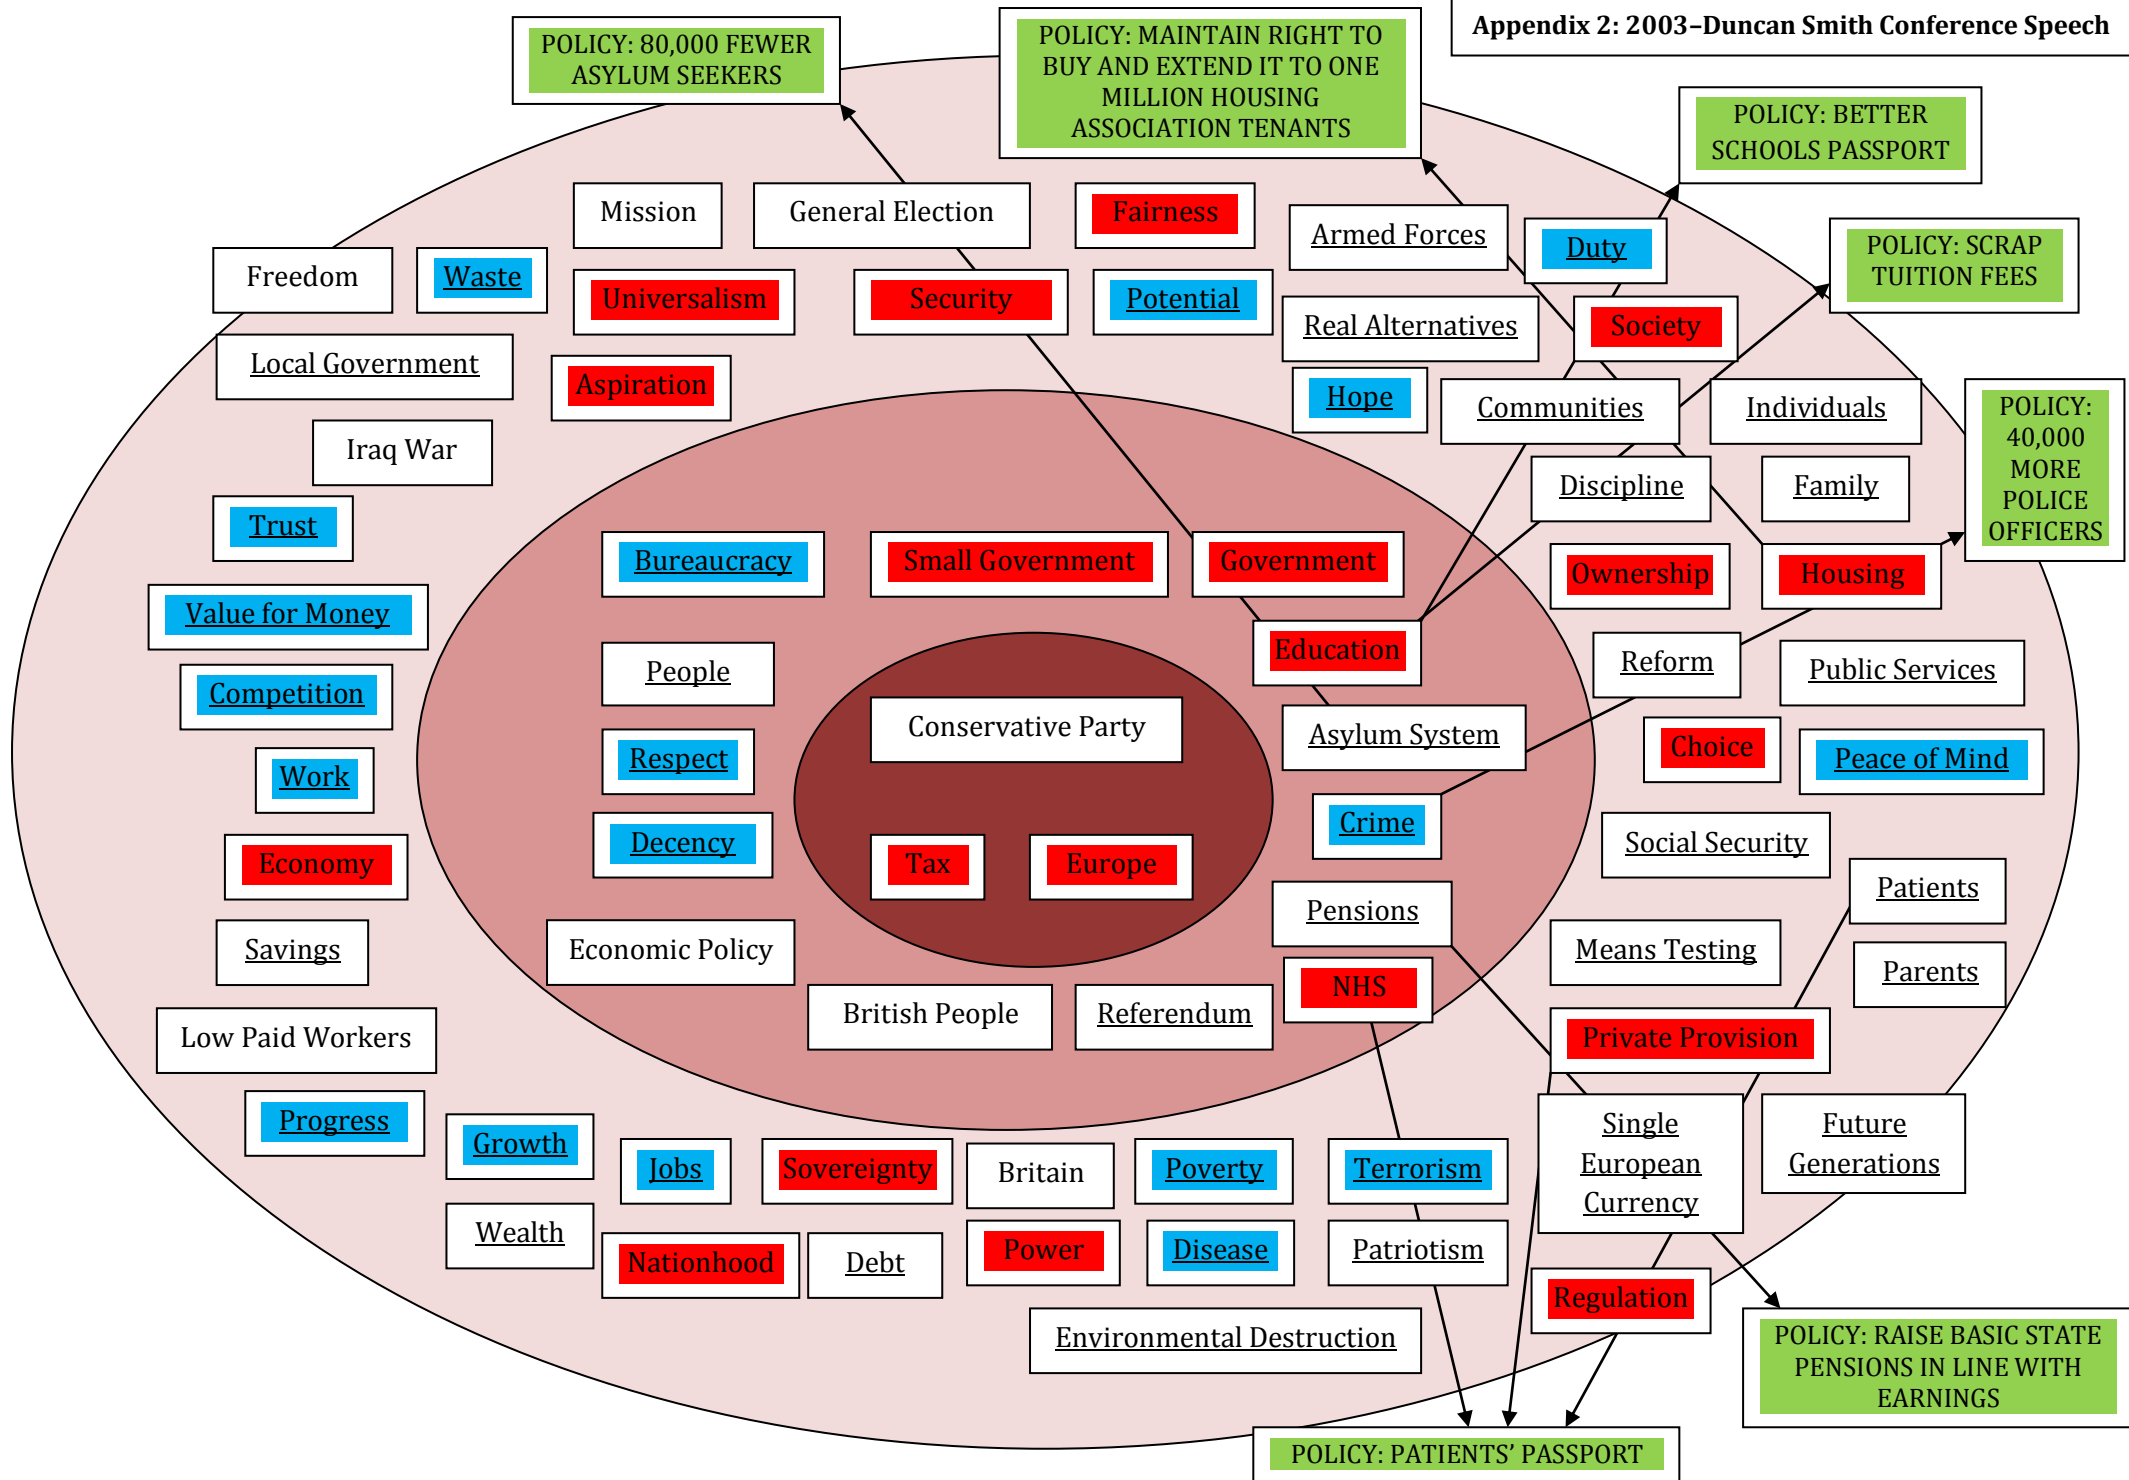 Appendix 2: 2003–Duncan Smith Conference Speech
POLICY: 80,000 FEWER
ASYLUM SEEKERS
POLICY: MAINTAIN RIGHT TO
BUY AND EXTEND IT TO ONE
MILLION HOUSING
ASSOCIATION TENANTS
POLICY: BETTER
SCHOOLS PASSPORT
Mission
General Election
Fairness
Armed Forces
Duty
POLICY: SCRAP
TUITION FEES
Freedom
Waste
Universalism
Security
Potential
Real Alternatives
Society
Local Government
Aspiration
Hope
Communities
Individuals
POLICY:
40,000
MORE
POLICE
OFFICERS
Iraq War
Discipline
Family
Trust
Bureaucracy
Small Government
Government
Ownership
Housing
Value for Money
Education
Reform
Public Services
People
Competition
Conservative Party
Asylum System
Choice
Peace of Mind
Respect
Work
Crime
Decency
Social Security
Economy
Tax
Europe
Patients
Pensions
Savings
Economic Policy
Means Testing
Parents
NHS
British People
Referendum
Low Paid Workers
Private Provision
Progress
Growth
Jobs
Sovereignty
Britain
Poverty
Terrorism
Single
European
Currency
Future
Generations
Wealth
Nationhood
Debt
Power
Disease
Patriotism
Regulation
Environmental Destruction
POLICY: RAISE BASIC STATE
PENSIONS IN LINE WITH
EARNINGS
POLICY: PATIENTS’ PASSPORT